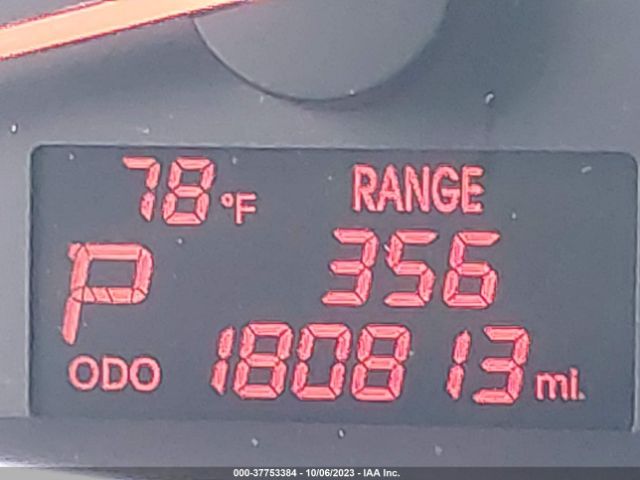 78°F RANGE
P 356
ODO 180813 mi.
000-37753384 - 10/06/2023 - IAA Inc.